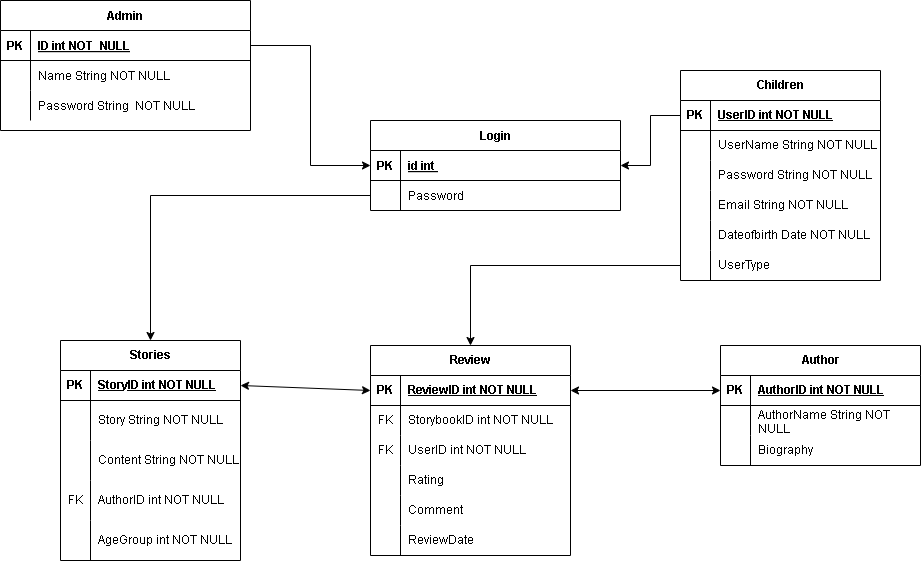 Admin
PK ID int NOT NULL
Name String NOT NULL
Password String NOT NULL
Login
PK id int
Password
Children
PK UserID int NOT NULL
UserName String NOT NULL
Password String NOT NULL
Email String NOT NULL
Dateofbirth Date NOT NULL
UserType
Stories
PK StoryID int NOT NULL
Story String NOT NULL
Content String NOT NULL
FK AuthorID int NOT NULL
AgeGroup int NOT NULL
Review
PK ReviewID int NOT NULL
FK StorybookID int NOT NULL
FK UserID int NOT NULL
Rating
Comment
ReviewDate
Author
PK AuthorID int NOT NULL
AuthorName String NOT
NULL
Biography